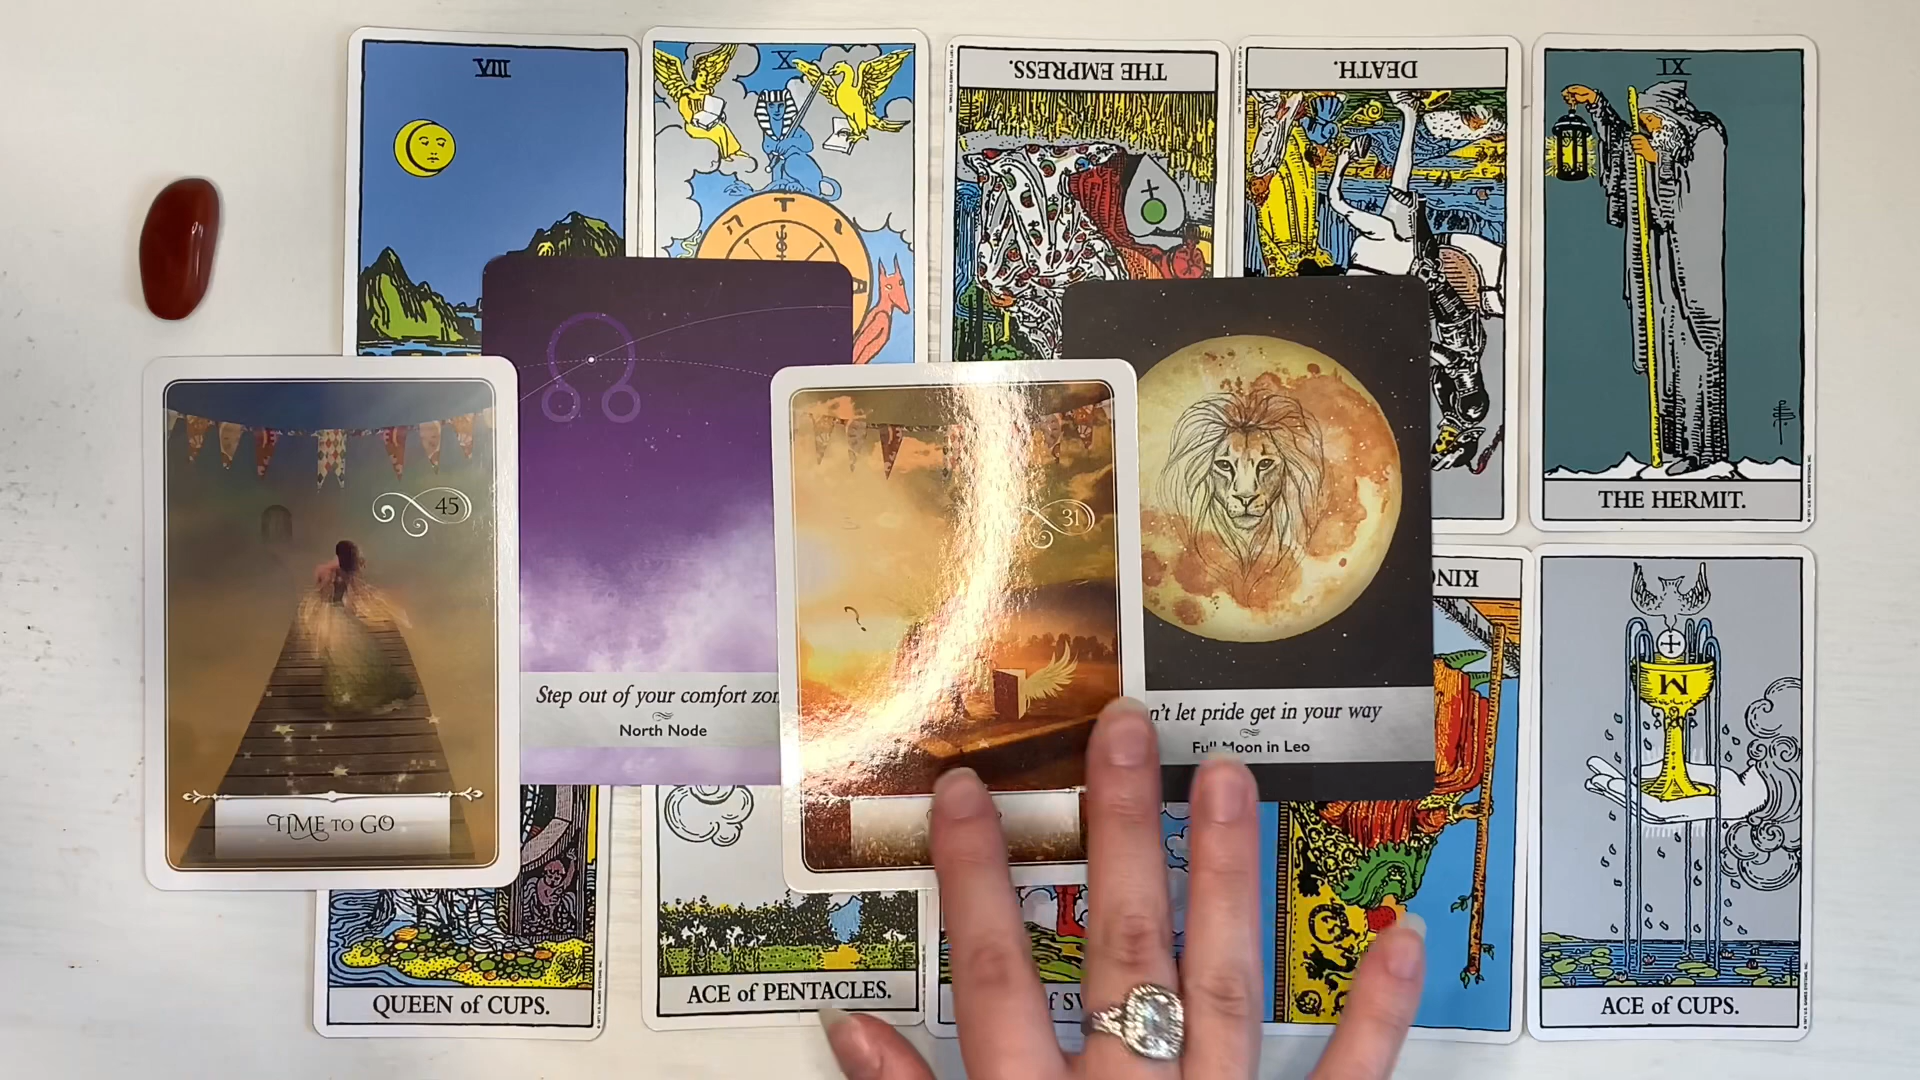 VIII
X
THE EMPRESS.
DEATH.
IX
THE HERMIT.
45
TIME TO GO
Step out of your comfort
North Node
31
let pride get in your way
Full Moon in Leo
QUEEN of CUPS.
ACE of PENTACLES.
of
KING
ACE of CUPS.